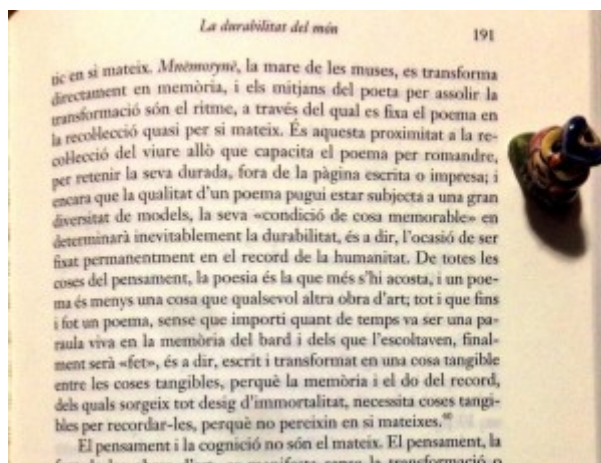 La durabilitat del món 191
tic en si mateix. Mnēmosynē, la mare de les muses, es transforma
directament en memòria, i els mitjans del poeta per assolir la
transformació són el ritme, a través del qual es fixa el poema en
la recol·lecció quasi per si mateix. És aquesta proximitat a la re-
col·lecció del viure allò que capacita el poema per romandre,
per retenir la seva durada, fora de la pàgina escrita o impresa; i
encara que la qualitat d’un poema pugui estar subjecta a una gran
diversitat de models, la seva «condició de cosa memorable» en
determinarà inevitablement la durabilitat, és a dir, l’ocasió de ser
fixat permanentment en el record de la humanitat. De totes les
coses del pensament, la poesia és la que més s’hi acosta, i un poe-
ma és menys una cosa que qualsevol altra obra d’art; tot i que fins
i tot un poema, sense que importi quant de temps va ser una pa-
raula viva en la memòria del bard i dels que l’escoltaven, final-
ment serà «fet», és a dir, escrit i transformat en una cosa tangible
entre les coses tangibles, perquè la memòria i el do del record,
dels quals sorgeix tot desig d’immortalitat, necessita coses tangi-
bles per recordar-les, perquè no pereixin en si mateixes.
El pensament i la cognició no són el mateix. El pensament, la